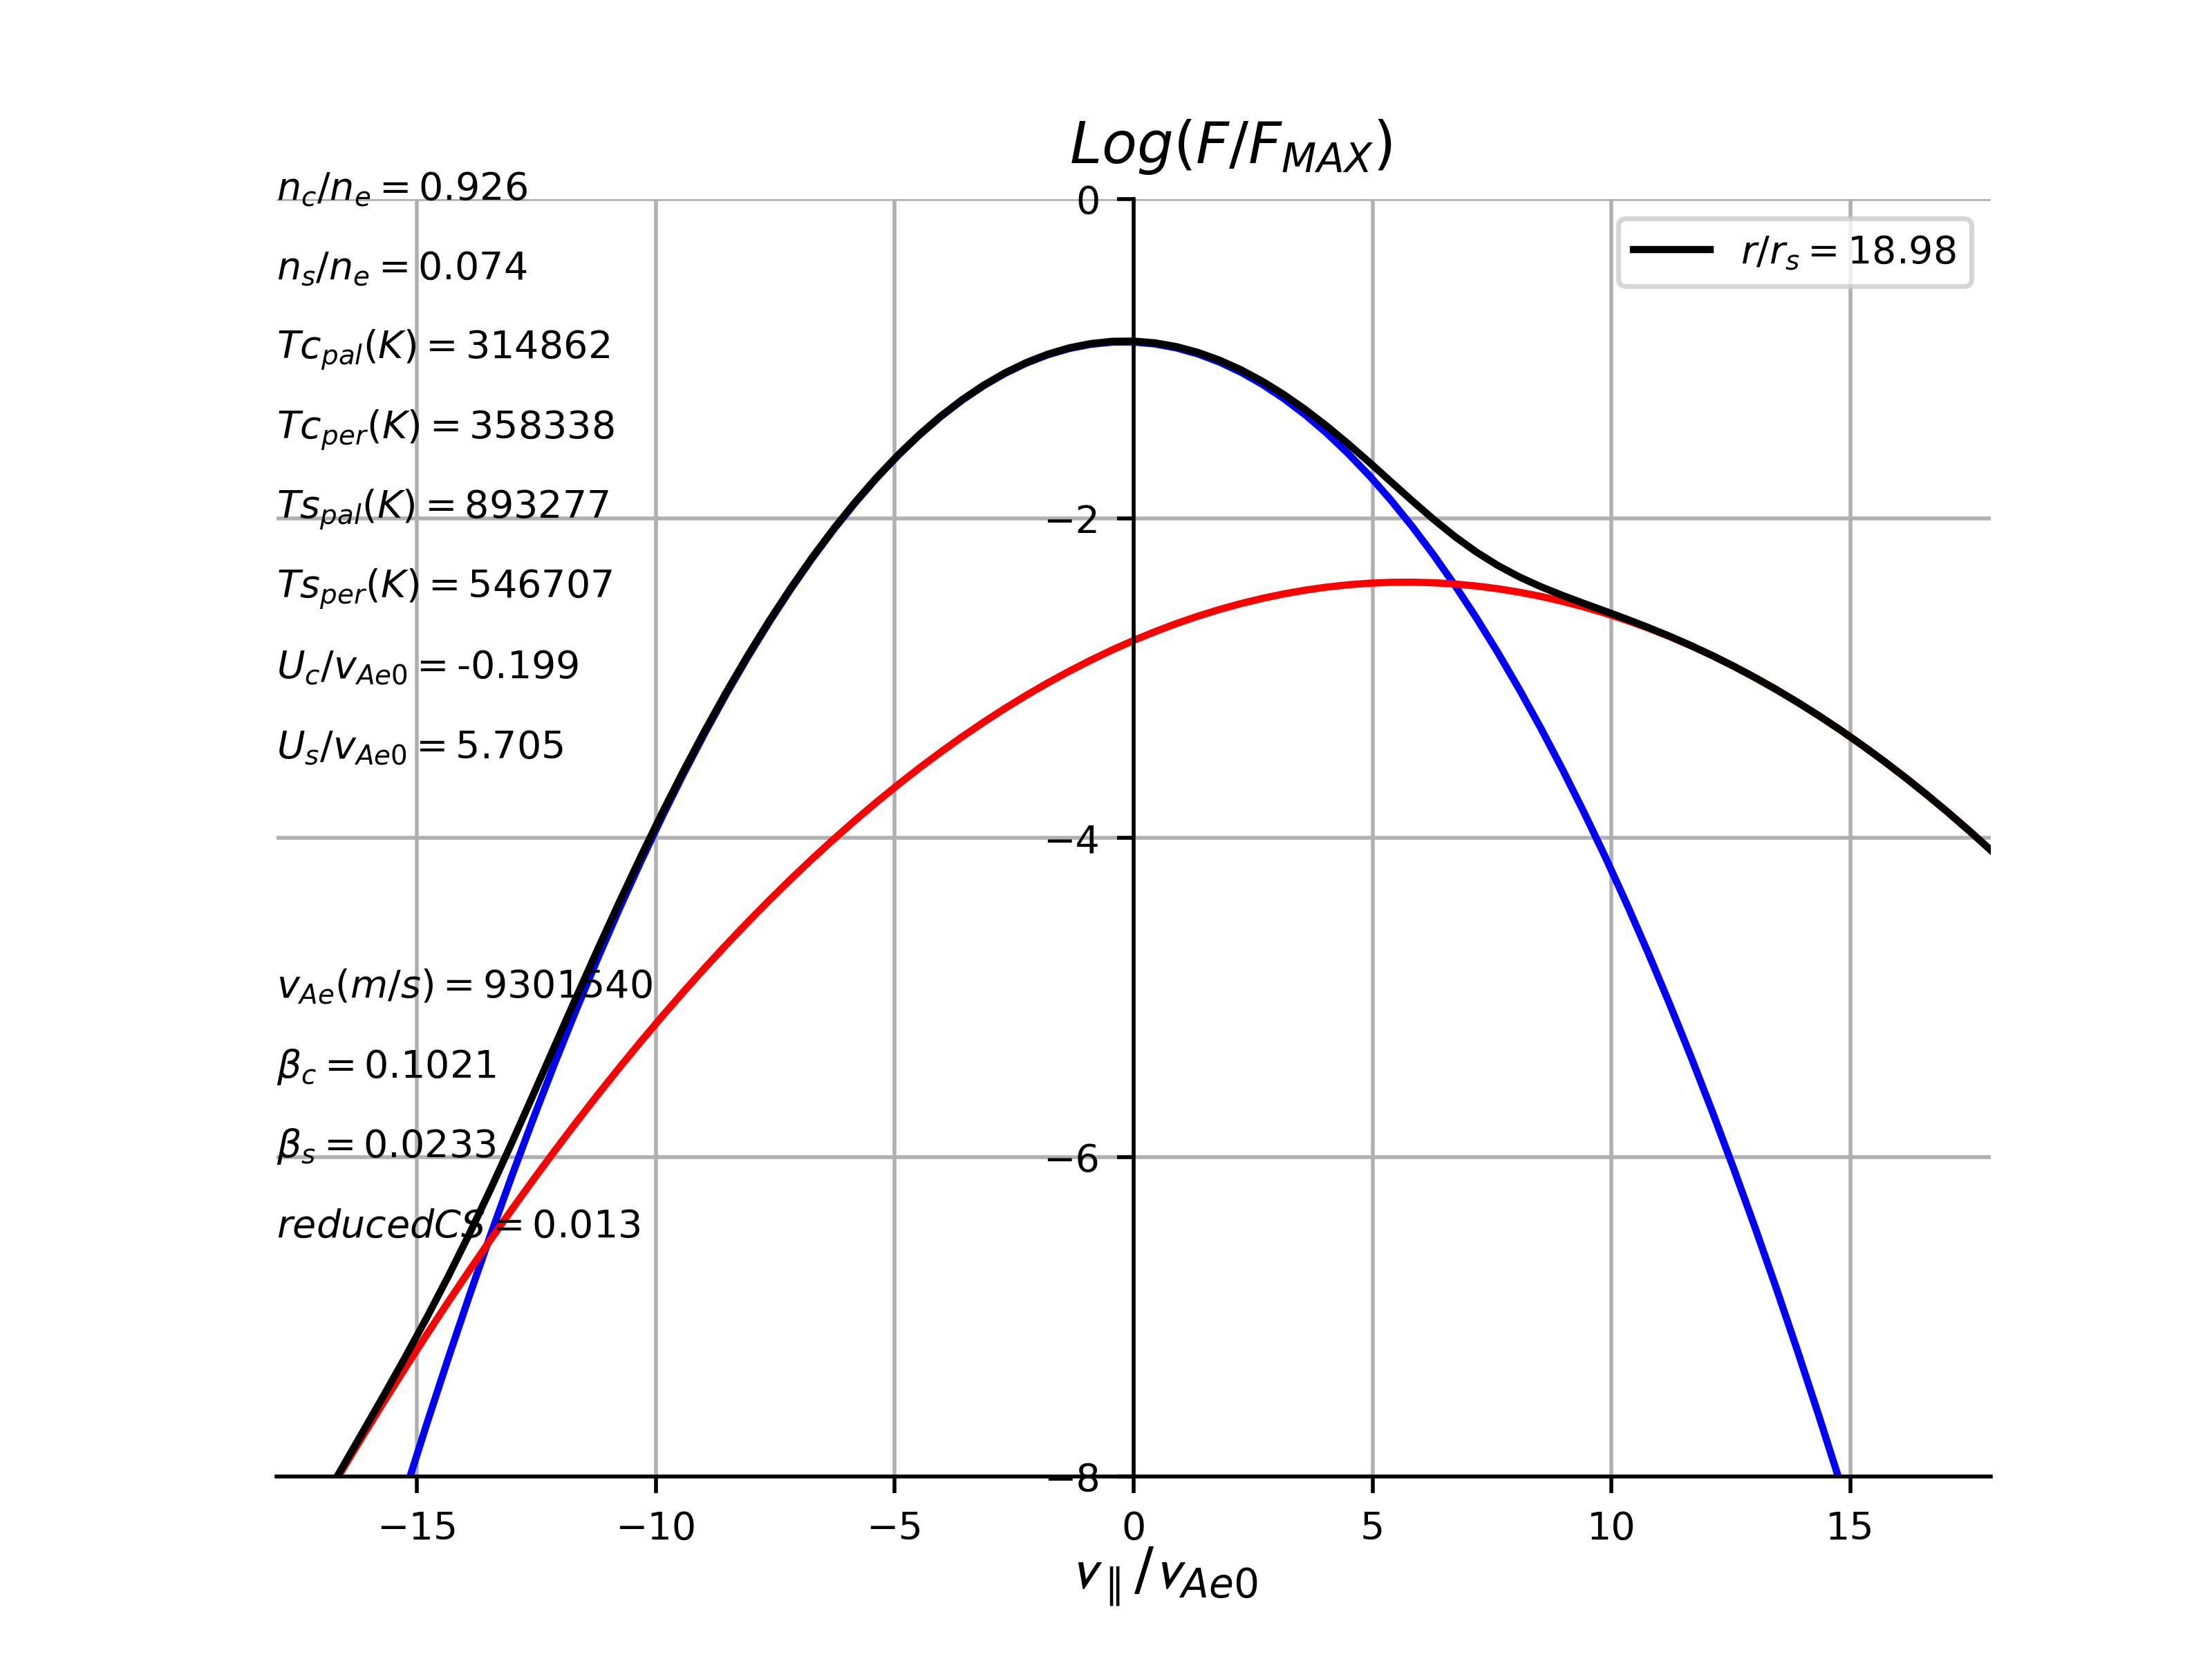 Log(F/F_MAX)
n_c/n_e = 0.926
n_s/n_e = 0.074
Tc_pal(K) = 314862
Tc_per(K) = 358338
Ts_pal(K) = 893277
Ts_per(K) = 546707
U_c/v_Ae0 = -0.199
U_s/v_Ae0 = 5.705
v_Ae(m/s) = 9301540
β_c = 0.1021
β_s = 0.0233
reducedCS = 0.013
r/r_s = 18.98
0
−2
−4
−6
−8
−15 −10 −5 0 5 10 15
v_∥/v_Ae0